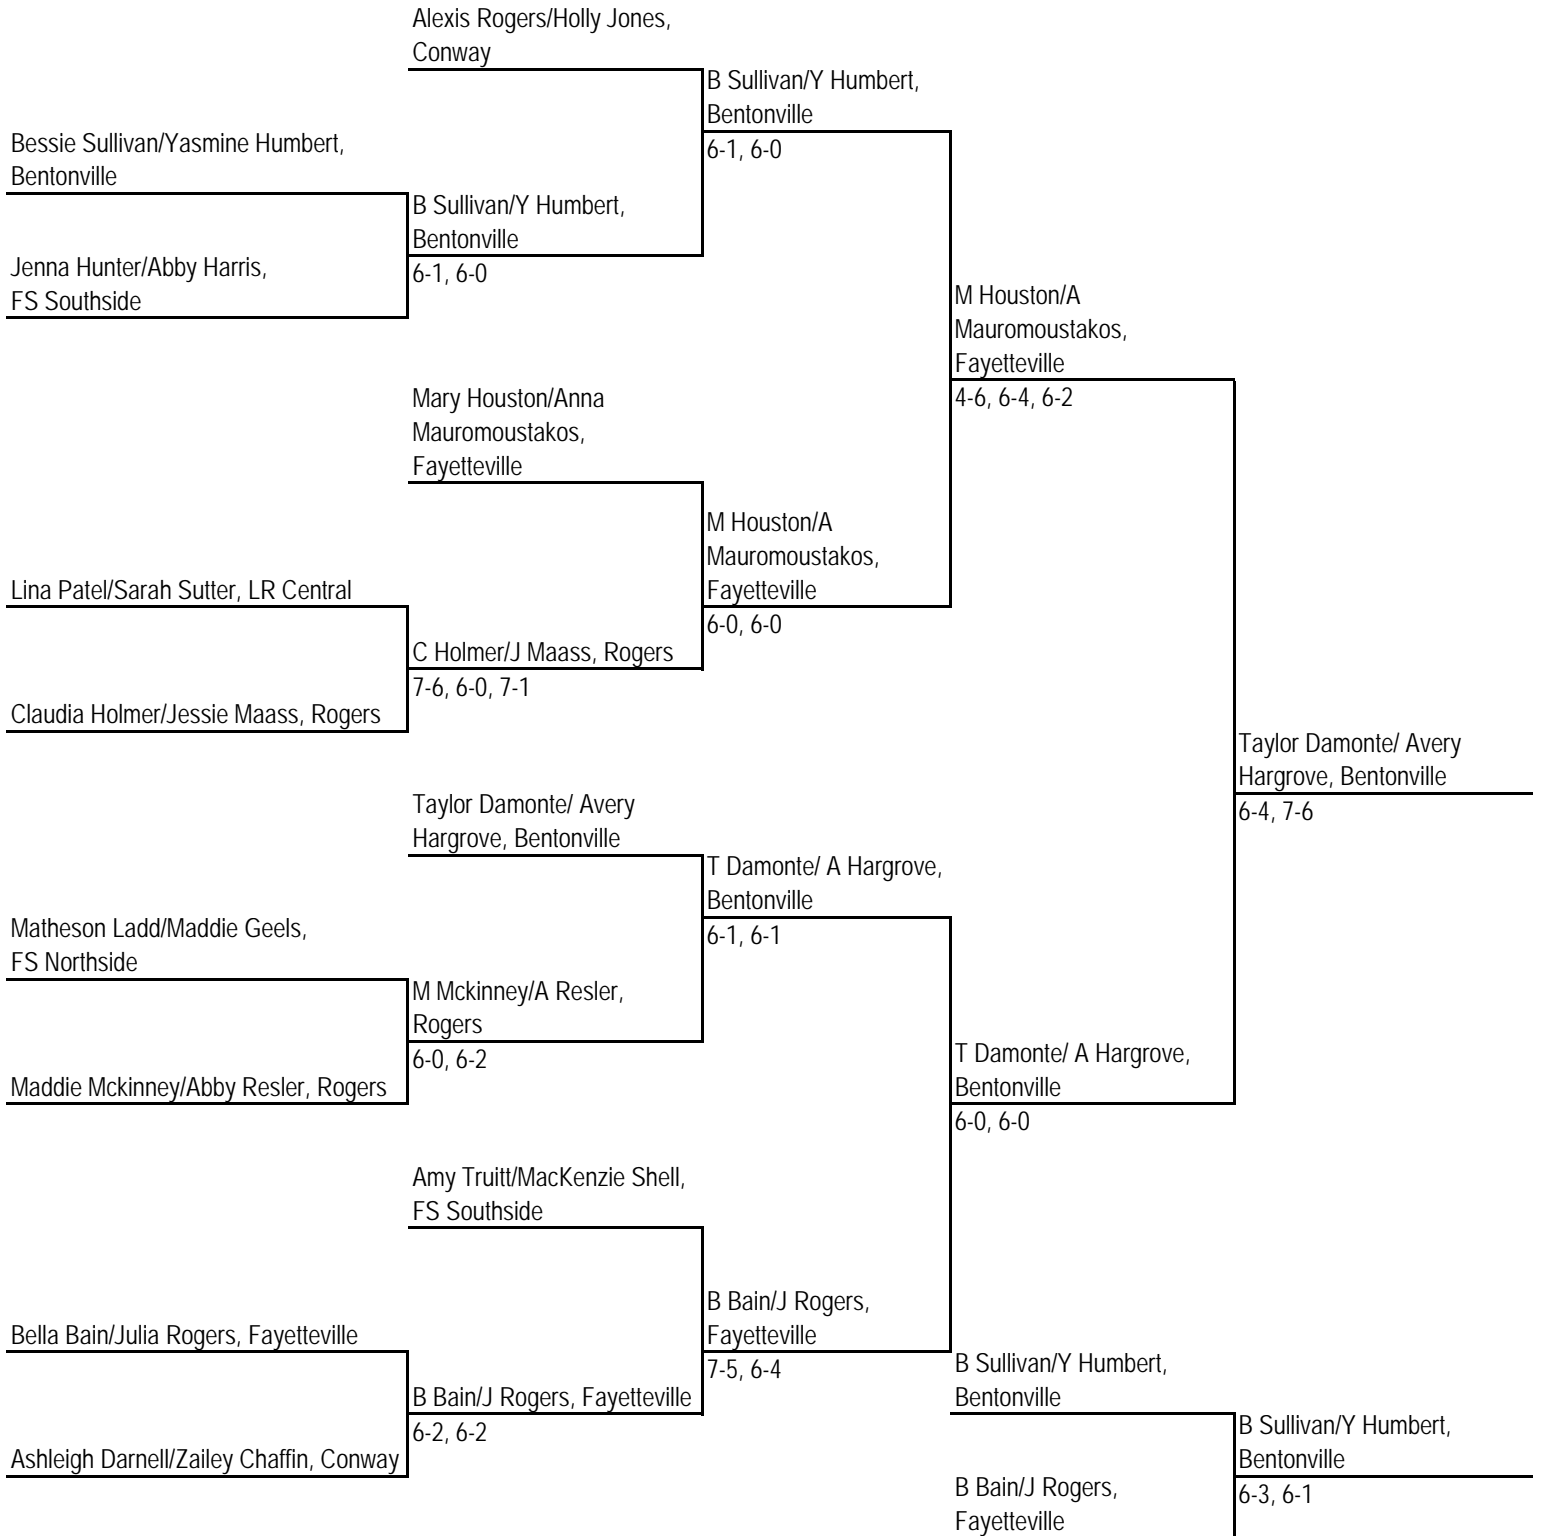 Alexis Rogers/Holly Jones,
Conway
B Sullivan/Y Humbert,
Bentonville
6-1, 6-0
Bessie Sullivan/Yasmine Humbert,
Bentonville
B Sullivan/Y Humbert,
Bentonville
6-1, 6-0
Jenna Hunter/Abby Harris,
FS Southside
M Houston/A
Mauromoustakos,
Fayetteville
4-6, 6-4, 6-2
Mary Houston/Anna
Mauromoustakos,
Fayetteville
M Houston/A
Mauromoustakos,
Fayetteville
6-0, 6-0
Lina Patel/Sarah Sutter, LR Central
C Holmer/J Maass, Rogers
7-6, 6-0, 7-1
Claudia Holmer/Jessie Maass, Rogers
Taylor Damonte/ Avery
Hargrove, Bentonville
6-4, 7-6
Taylor Damonte/ Avery
Hargrove, Bentonville
T Damonte/ A Hargrove,
Bentonville
6-1, 6-1
Matheson Ladd/Maddie Geels,
FS Northside
M Mckinney/A Resler,
Rogers
6-0, 6-2
Maddie Mckinney/Abby Resler, Rogers
T Damonte/ A Hargrove,
Bentonville
6-0, 6-0
Amy Truitt/MacKenzie Shell,
FS Southside
B Bain/J Rogers,
Fayetteville
7-5, 6-4
Bella Bain/Julia Rogers, Fayetteville
B Bain/J Rogers, Fayetteville
6-2, 6-2
Ashleigh Darnell/Zailey Chaffin, Conway
B Sullivan/Y Humbert,
Bentonville
B Sullivan/Y Humbert,
Bentonville
6-3, 6-1
B Bain/J Rogers,
Fayetteville